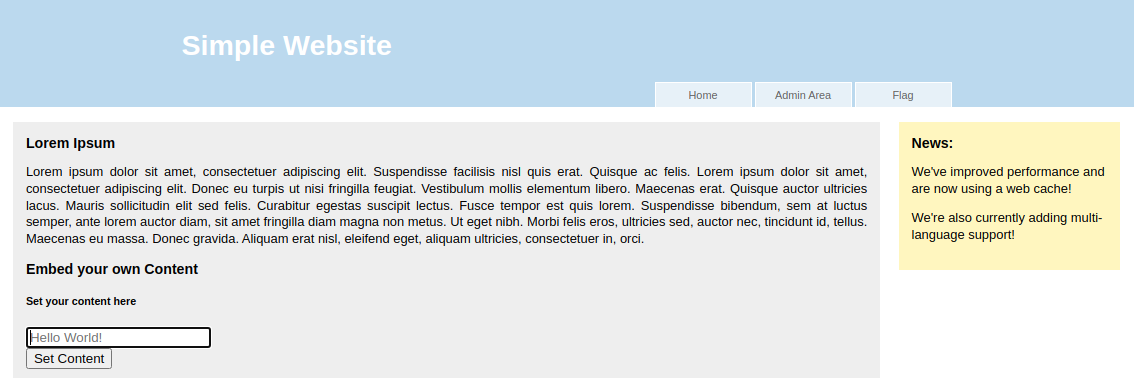 Simple Website
Home
Admin Area
Flag
Lorem Ipsum
Lorem ipsum dolor sit amet, consectetuer adipiscing elit. Suspendisse facilisis nisl quis erat. Quisque ac felis. Lorem ipsum dolor sit amet,
consectetuer adipiscing elit. Donec eu turpis ut nisi fringilla feugiat. Vestibulum mollis elementum libero. Maecenas erat. Quisque auctor ultricies
lacus. Mauris sollicitudin elit sed felis. Curabitur egestas suscipit lectus. Fusce tempor est quis lorem. Suspendisse bibendum, sem at luctus
semper, ante lorem auctor diam, sit amet fringilla diam magna non metus. Ut eget nibh. Morbi felis eros, ultricies sed, auctor nec, tincidunt id, tellus.
Maecenas eu massa. Donec gravida. Aliquam erat nisl, eleifend eget, aliquam ultricies, consectetuer in, orci.
Embed your own Content
Set your content here
Hello World!
Set Content
News:
We've improved performance and
are now using a web cache!
We're also currently adding multi-
language support!